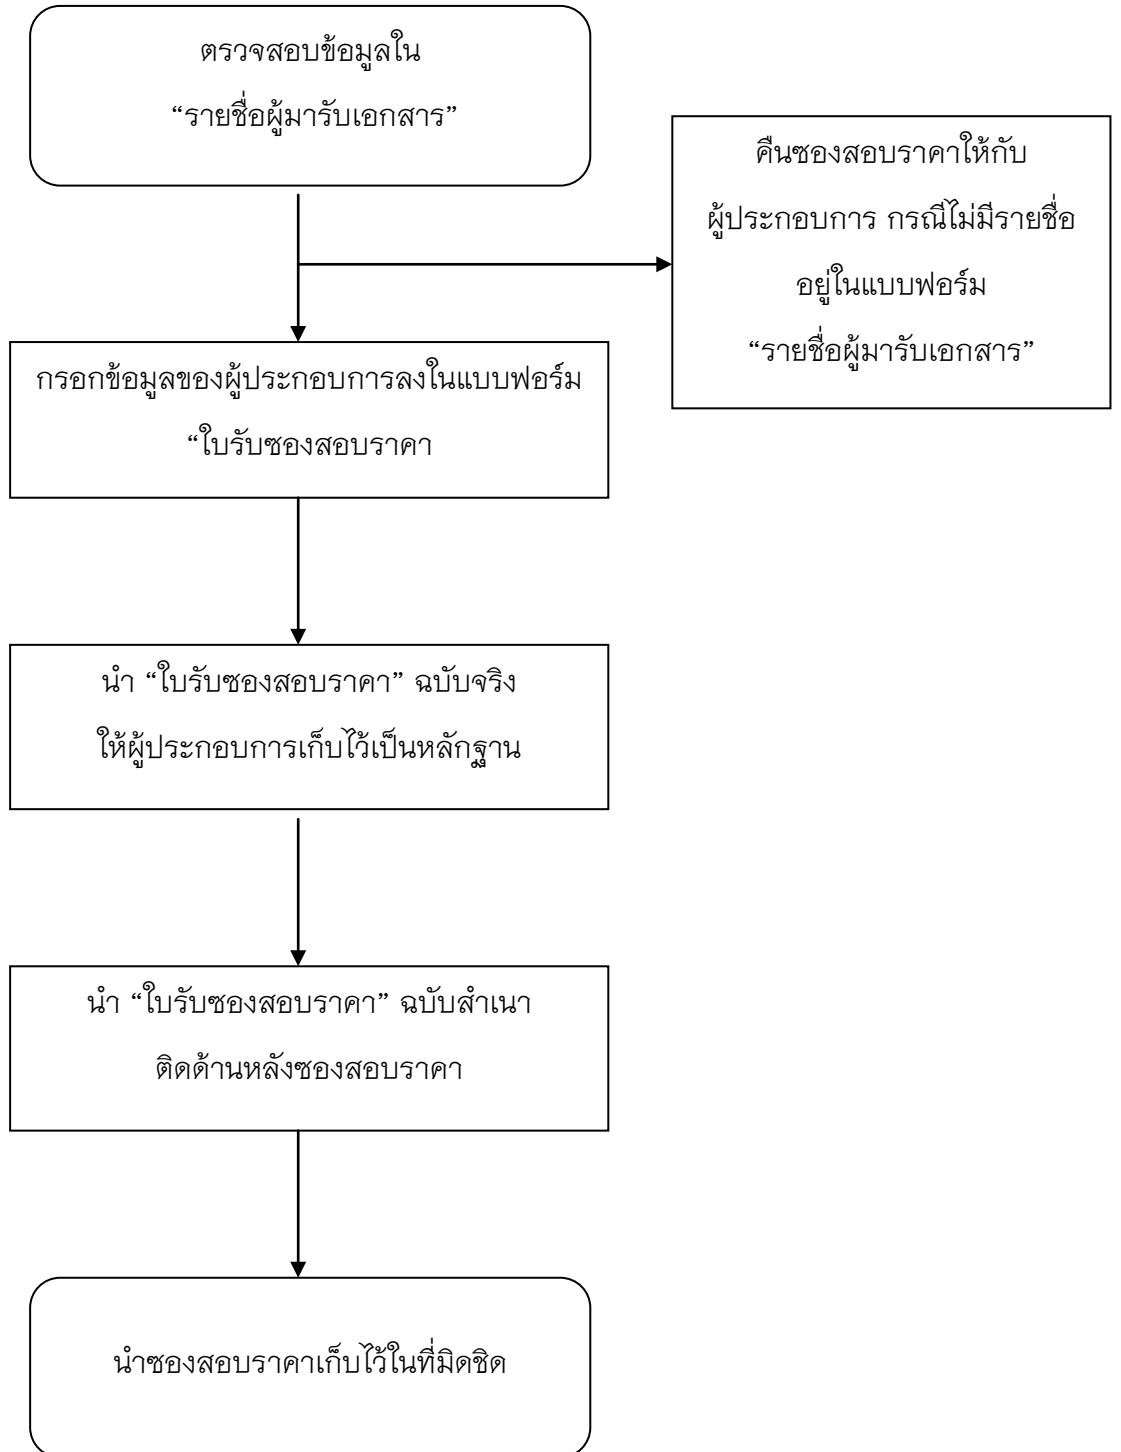 ตรวจสอบข้อมูลใน
“รายชื่อผู้มารับเอกสาร”
คืนซองสอบราคาให้กับ
ผู้ประกอบการ กรณีไม่มีรายชื่อ
อยู่ในแบบฟอร์ม
“รายชื่อผู้มารับเอกสาร”
กรอกข้อมูลของผู้ประกอบการลงในแบบฟอร์ม
“ใบรับซองสอบราคา
นำ “ใบรับซองสอบราคา” ฉบับจริง
ให้ผู้ประกอบการเก็บไว้เป็นหลักฐาน
นำ “ใบรับซองสอบราคา” ฉบับสำเนา
ติดด้านหลังซองสอบราคา
นำซองสอบราคาเก็บไว้ในที่มิดชิด